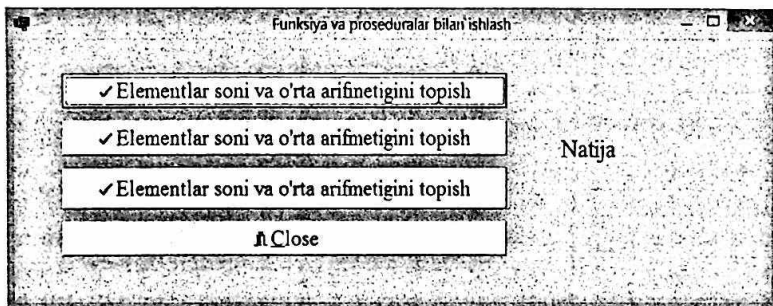 Funksiya va proseduralar bilan ishlash
✓Elementlar soni va o'rta arifmetigini topish
✓Elementlar soni va o'rta arifmetigini topish
Natija
✓Elementlar soni va o'rta arifmetigini topish
Close